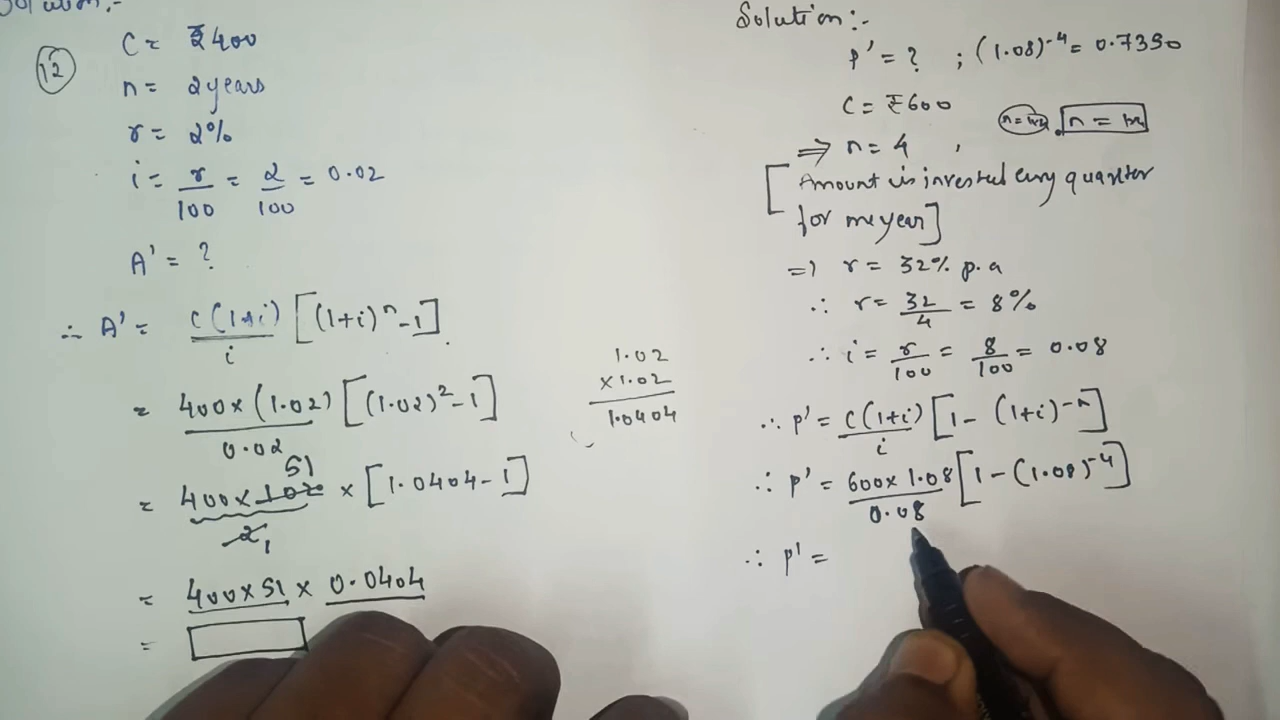 Solution:-
12
C = ₹400
n = 2 years
r = 2%
i = r/100 = 2/100 = 0.02
A' = ?
∴ A' = C(1+i)/i [(1+i)^n - 1].
= 400×(1.02)/0.02 [(1.02)^2 - 1]
51
= 400×102/2 1 × [1.0404 - 1]
= 400×51 × 0.0404
=
1.02
×1.02
1.0404
Solution:-
p' = ? ; (1.08)^-4 = 0.7350
C = ₹600
⇒ n = 4 ,
n =
[Amount is invested every quarter
for one year]
⇒ r = 32% p.a
∴ r = 32/4 = 8%
∴ i = r/100 = 8/100 = 0.08
∴ p' = C(1+i)/i [1 - (1+i)^-n]
∴ p' = 600×1.08/0.08 [1 - (1.08)^-4]
∴ p' =